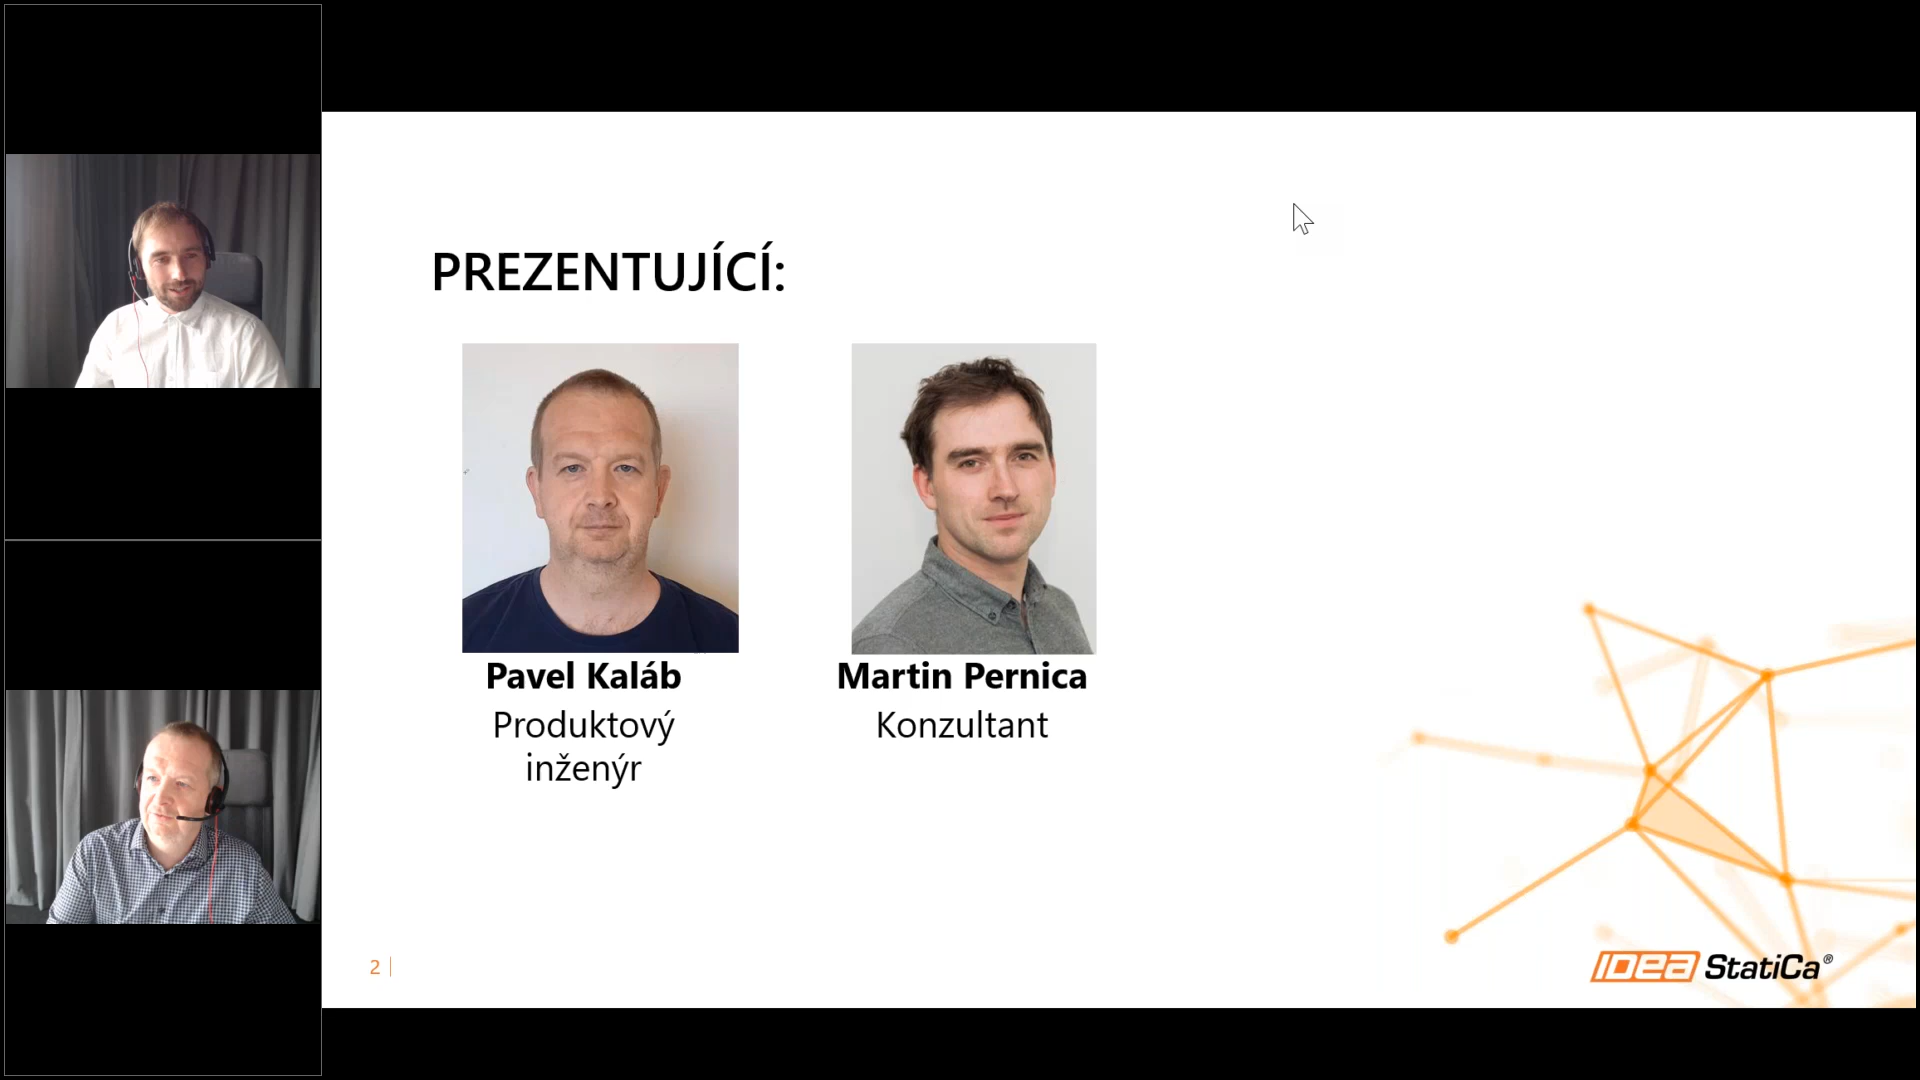 PREZENTUJÍCÍ:
Pavel Kaláb
Produktový
inženýr
Martin Pernica
Konzultant
2
IDEA StatiCa®